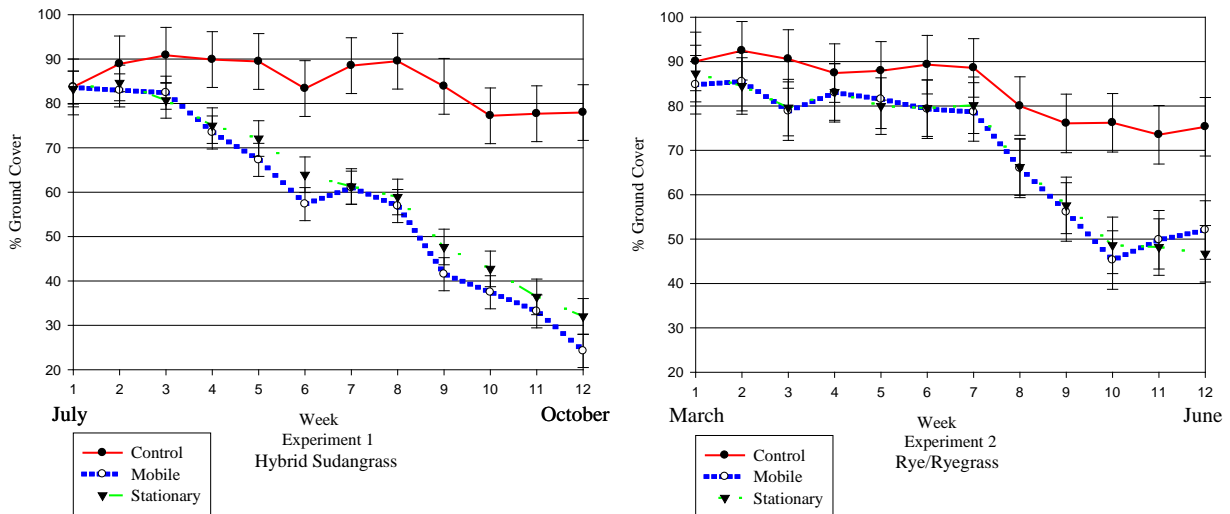 100
90
80
70
60
50
40
30
20
% Ground Cover
1 2 3 4 5 6 7 8 9 10 11 12
July Week October
Experiment 1
Hybrid Sudangrass
Control
Mobile
Stationary
100
90
80
70
60
50
40
30
20
% Ground Cover
1 2 3 4 5 6 7 8 9 10 11 12
March Week June
Experiment 2
Rye/Ryegrass
Control
Mobile
Stationary